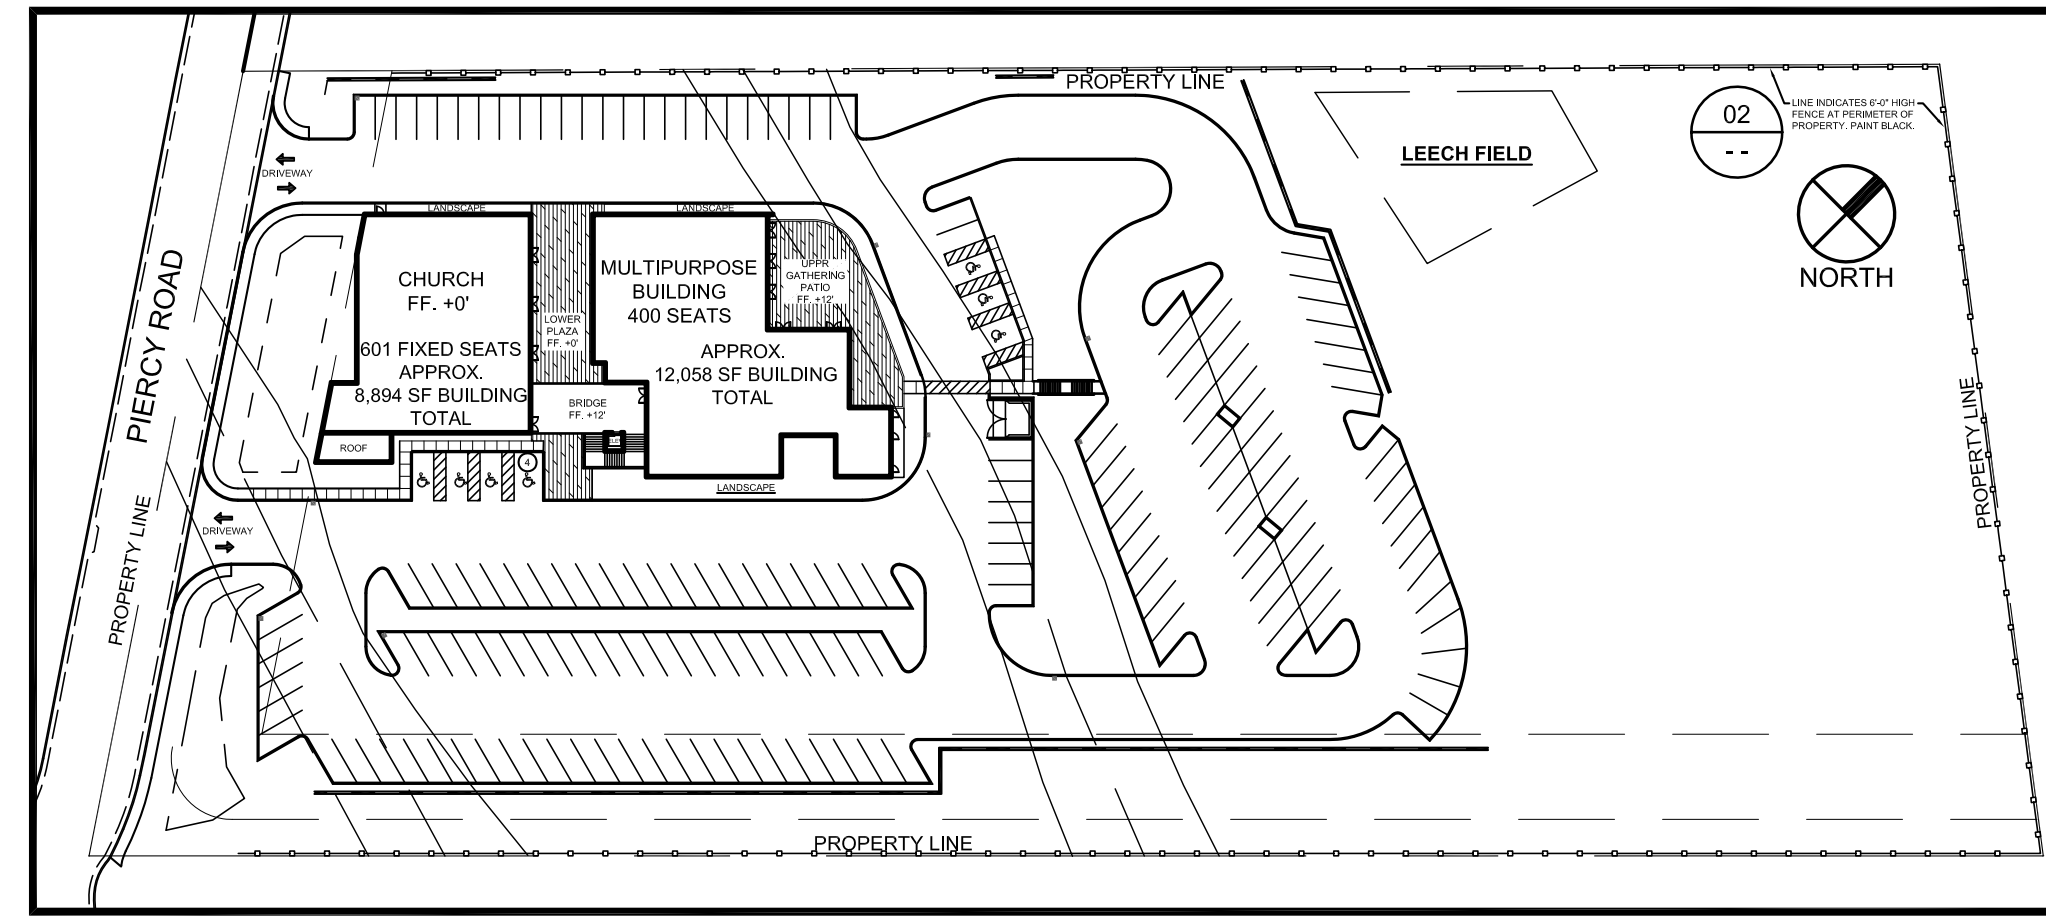 PROPERTY LINE
LINE INDICATES 6'-0" HIGH
FENCE AT PERIMETER OF
PROPERTY. PAINT BLACK.
02
- -
LEECH FIELD
NORTH
DRIVEWAY
LANDSCAPE
LANDSCAPE
PIERCY ROAD
CHURCH
FF. +0'
601 FIXED SEATS
APPROX.
8,894 SF BUILDING
TOTAL
ROOF
LOWER
PLAZA
FF. +0'
BRIDGE
FF. +12'
MULTIPURPOSE
BUILDING
400 SEATS
APPROX.
12,058 SF BUILDING
TOTAL
UPPR
GATHERING
PATIO
FF. +12'
4
LANDSCAPE
DRIVEWAY
PROPERTY LINE
PROPERTY LINE
PROPERTY LINE